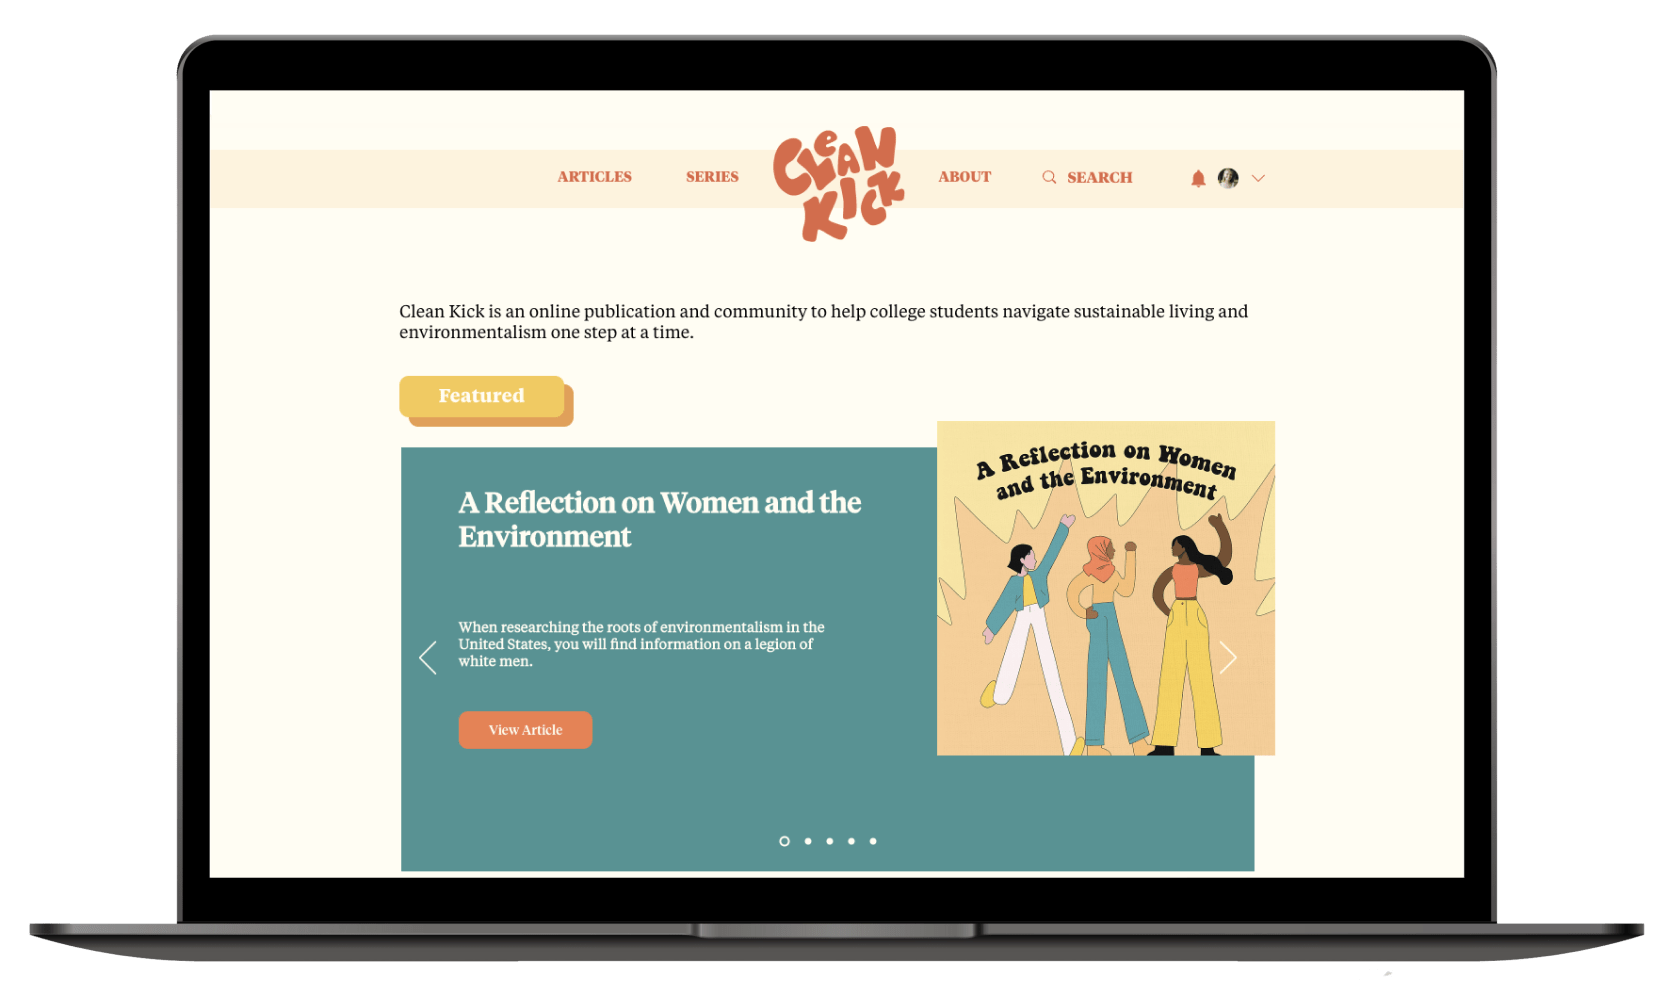 ARTICLES SERIES CLEAN KICK ABOUT SEARCH
Clean Kick is an online publication and community to help college students navigate sustainable living and
environmentalism one step at a time.
Featured
A Reflection on Women and the
Environment
When researching the roots of environmentalism in the
United States, you will find information on a legion of
white men.
View Article
A Reflection on Women
and the Environment